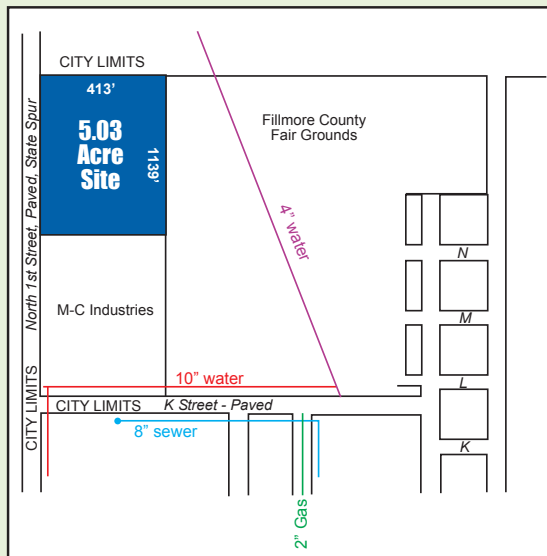 CITY LIMITS
413’
5.03
Acre
Site
1139’
North 1st Street, Paved, State Spur
Fillmore County
Fair Grounds
4” water
N
M-C Industries
M
10” water
L
CITY LIMITS
CITY LIMITS
K Street - Paved
8” sewer
K
2” Gas